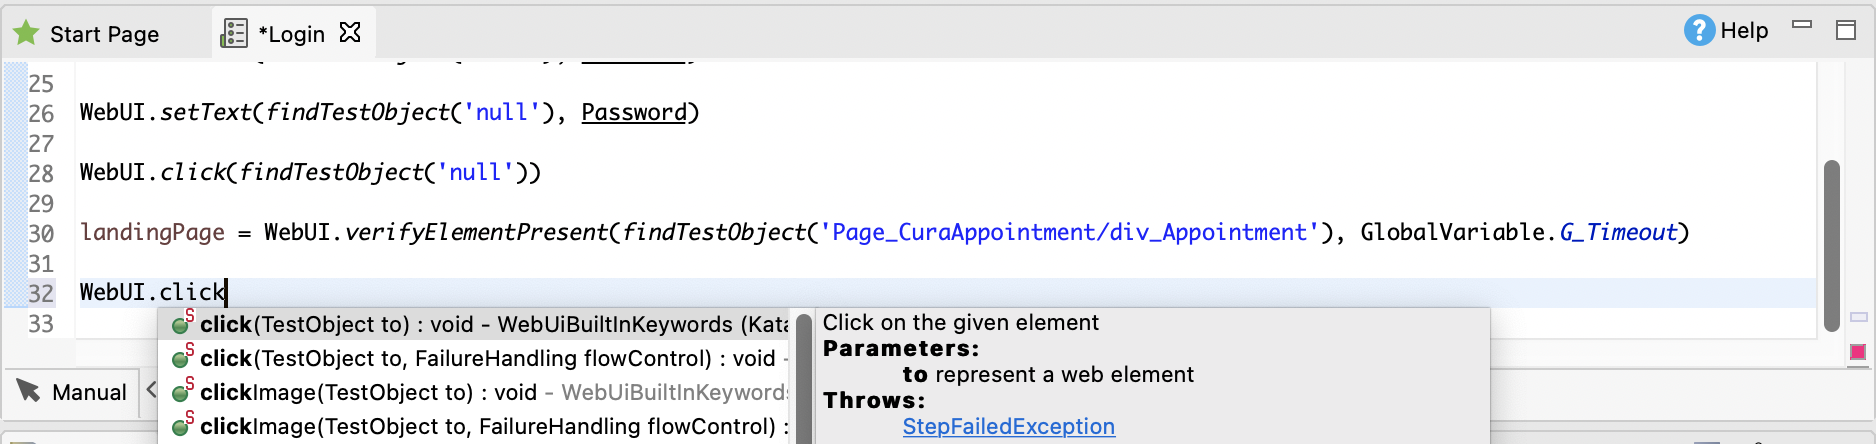 Start Page
*Login
Help
25
26 WebUI.setText(findTestObject('null'), Password)
27
28 WebUI.click(findTestObject('null'))
29
30 landingPage = WebUI.verifyElementPresent(findTestObject('Page_CuraAppointment/div_Appointment'), GlobalVariable.G_Timeout)
31
32 WebUI.click
33
click(TestObject to) : void - WebUiBuiltInKeywords (Kata
click(TestObject to, FailureHandling flowControl) : void -
clickImage(TestObject to) : void - WebUiBuiltInKeywords
clickImage(TestObject to, FailureHandling flowControl) :
Click on the given element
Parameters:
to represent a web element
Throws:
StepFailedException
Manual